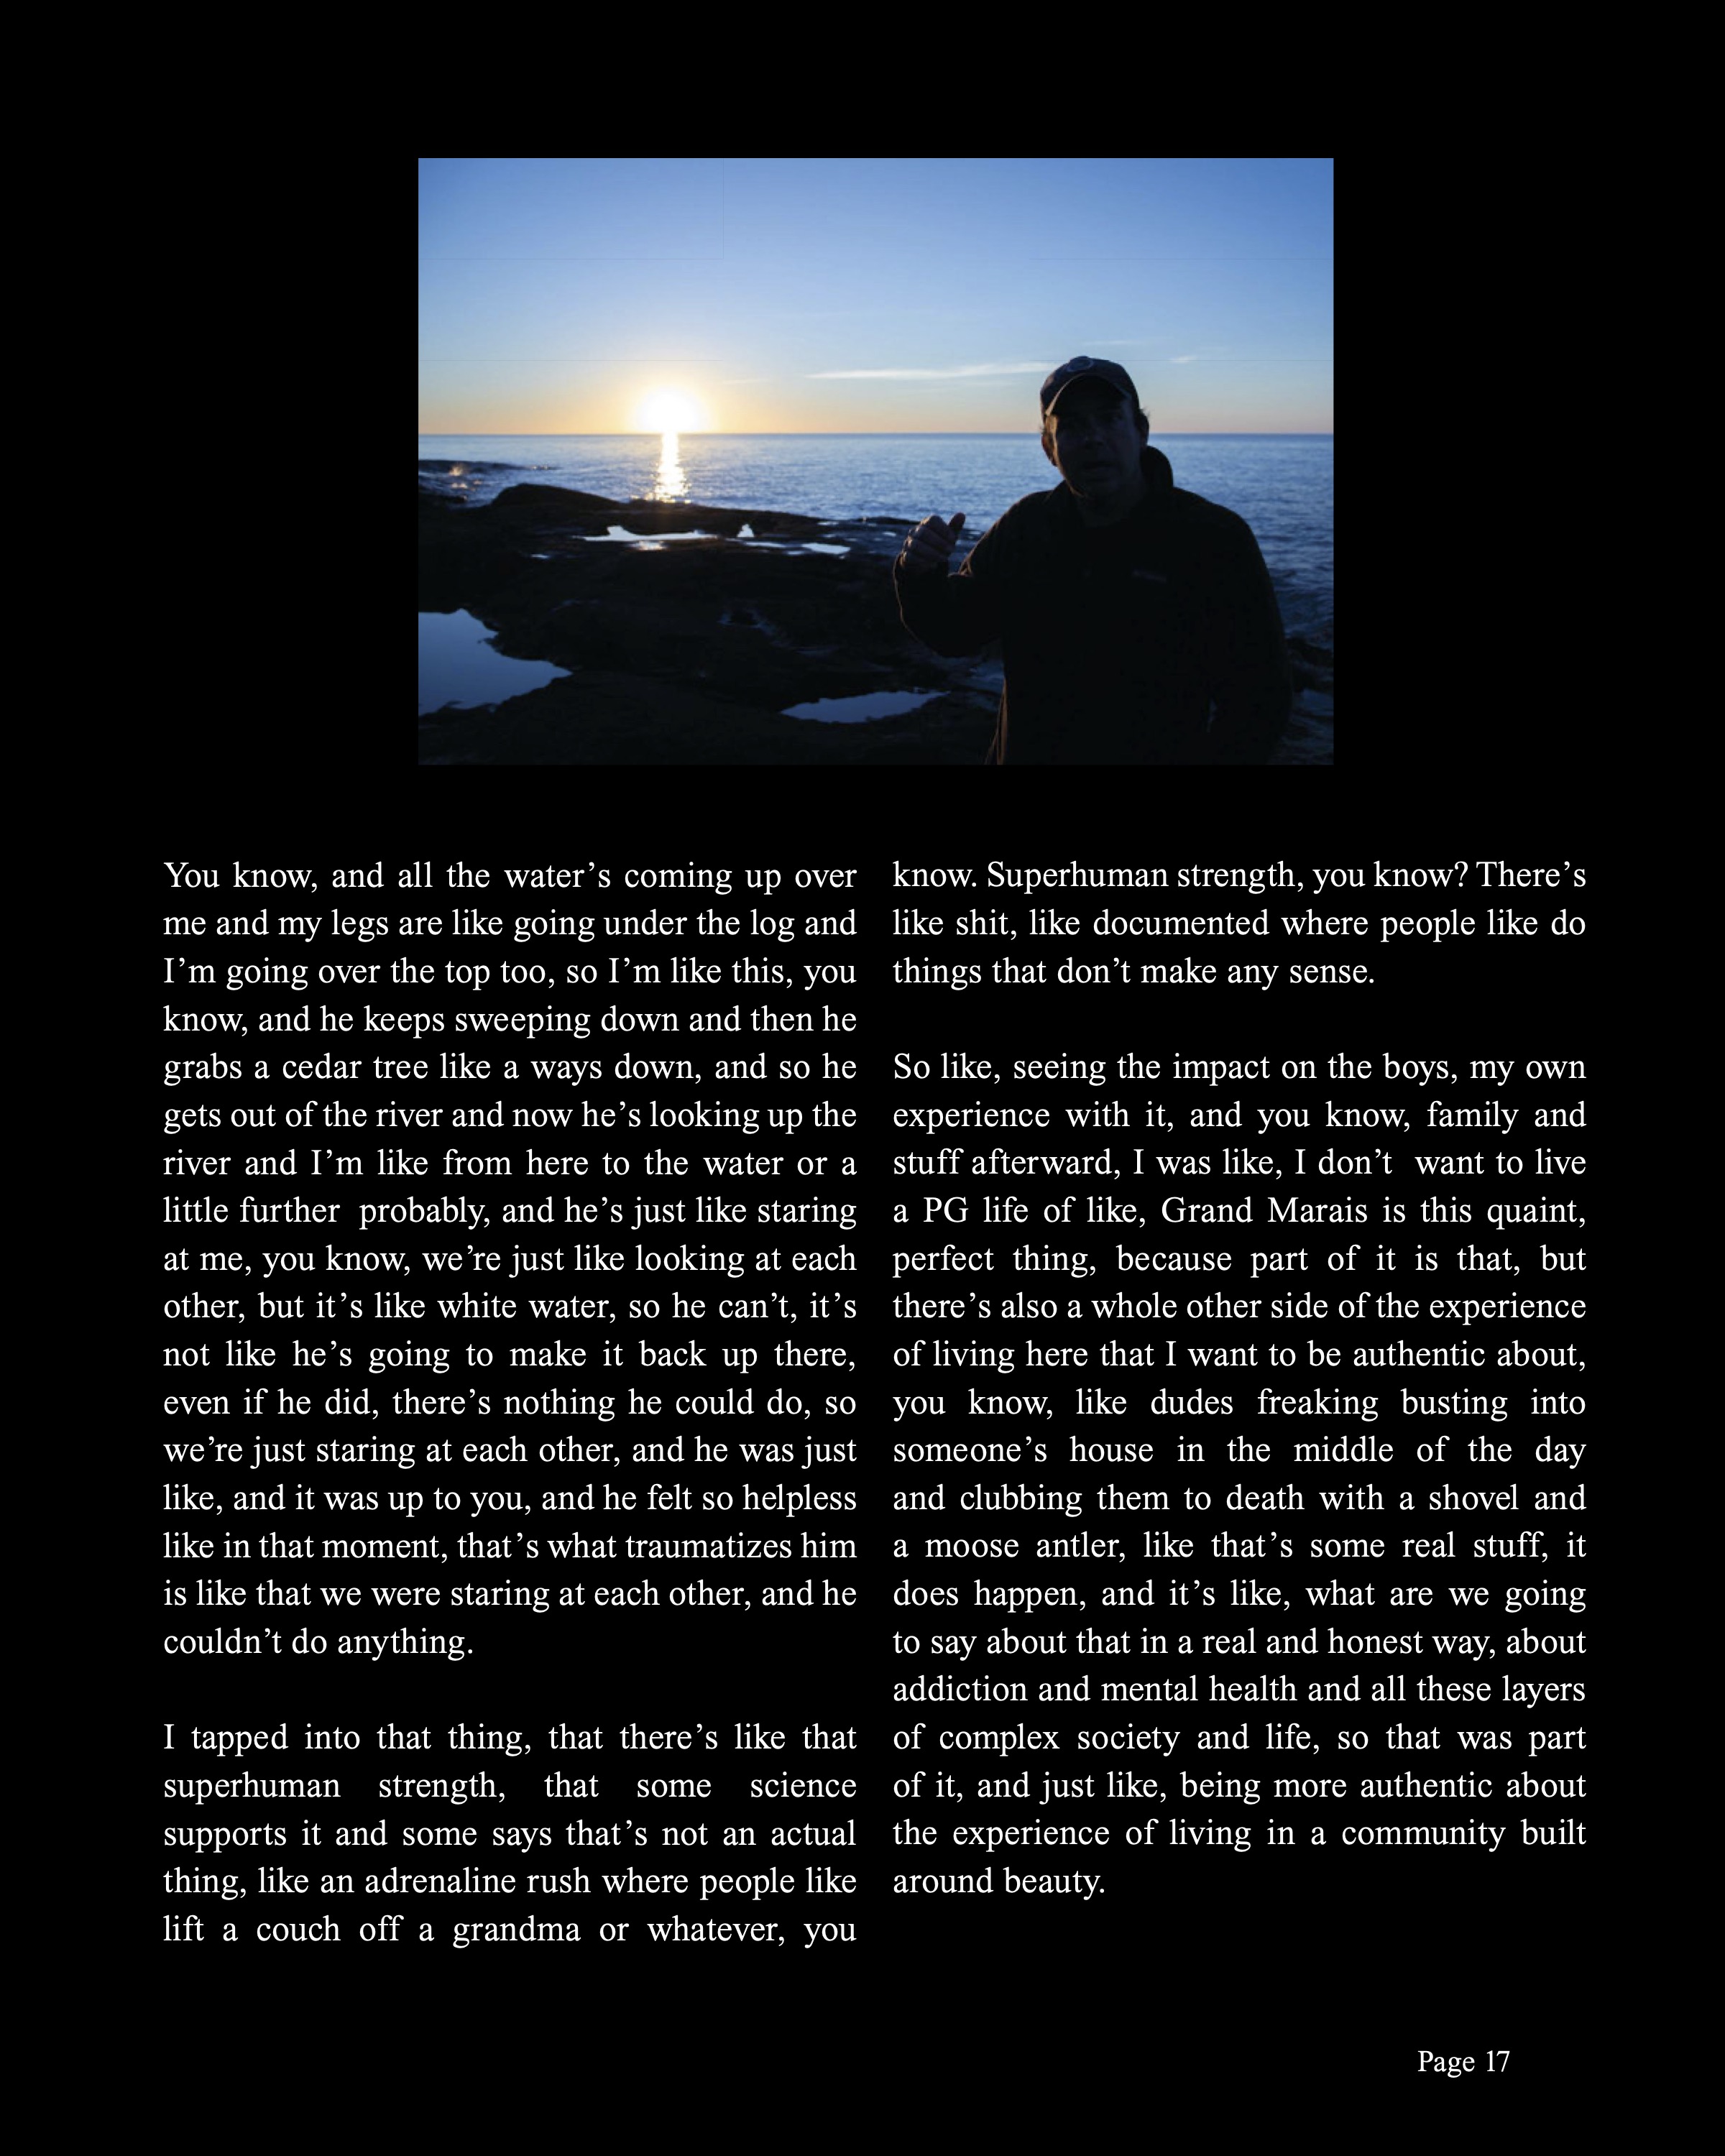 You know, and all the water’s coming up over
me and my legs are like going under the log and
I’m going over the top too, so I’m like this, you
know, and he keeps sweeping down and then he
grabs a cedar tree like a ways down, and so he
gets out of the river and now he’s looking up the
river and I’m like from here to the water or a
little further  probably, and he’s just like staring
at me, you know, we’re just like looking at each
other, but it’s like white water, so he can’t, it’s
not like he’s going to make it back up there,
even if he did, there’s nothing he could do, so
we’re just staring at each other, and he was just
like, and it was up to you, and he felt so helpless
like in that moment, that’s what traumatizes him
is like that we were staring at each other, and he
couldn’t do anything.
I tapped into that thing, that there’s like that
superhuman strength, that some science
supports it and some says that’s not an actual
thing, like an adrenaline rush where people like
lift a couch off a grandma or whatever, you
know. Superhuman strength, you know? There’s
like shit, like documented where people like do
things that don’t make any sense.
So like, seeing the impact on the boys, my own
experience with it, and you know, family and
stuff afterward, I was like, I don’t  want to live
a PG life of like, Grand Marais is this quaint,
perfect thing, because part of it is that, but
there’s also a whole other side of the experience
of living here that I want to be authentic about,
you know, like dudes freaking busting into
someone’s house in the middle of the day
and clubbing them to death with a shovel and
a moose antler, like that’s some real stuff, it
does happen, and it’s like, what are we going
to say about that in a real and honest way, about
addiction and mental health and all these layers
of complex society and life, so that was part
of it, and just like, being more authentic about
the experience of living in a community built
around beauty.
Page 17